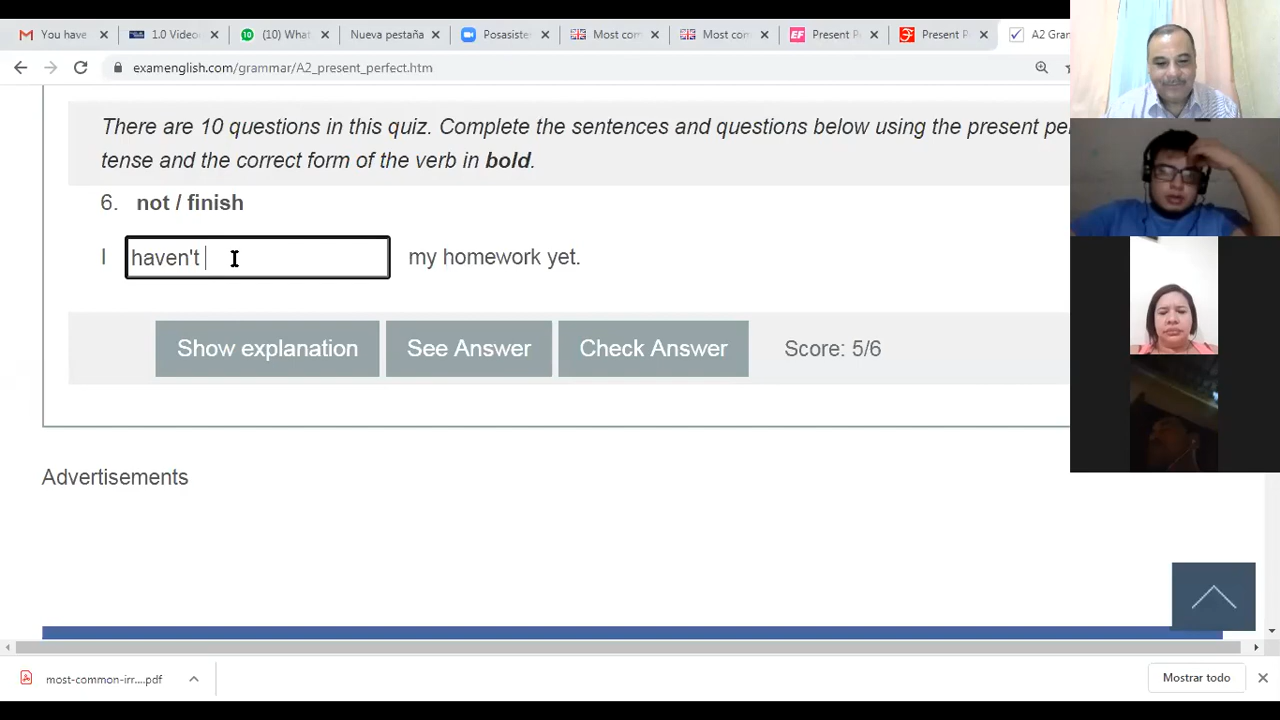 You have
1.0 Video
(10) What
Nueva pestaña
Posasisten
Most com
Most com
EF
Present P
Present P
A2 Gran
examenglish.com/grammar/A2_present_perfect.htm
There are 10 questions in this quiz. Complete the sentences and questions below using the present pe
tense and the correct form of the verb in bold.
6. not / finish
I haven't my homework yet.
Show explanation
See Answer
Check Answer
Score: 5/6
Advertisements
most-common-irr....pdf
Mostrar todo